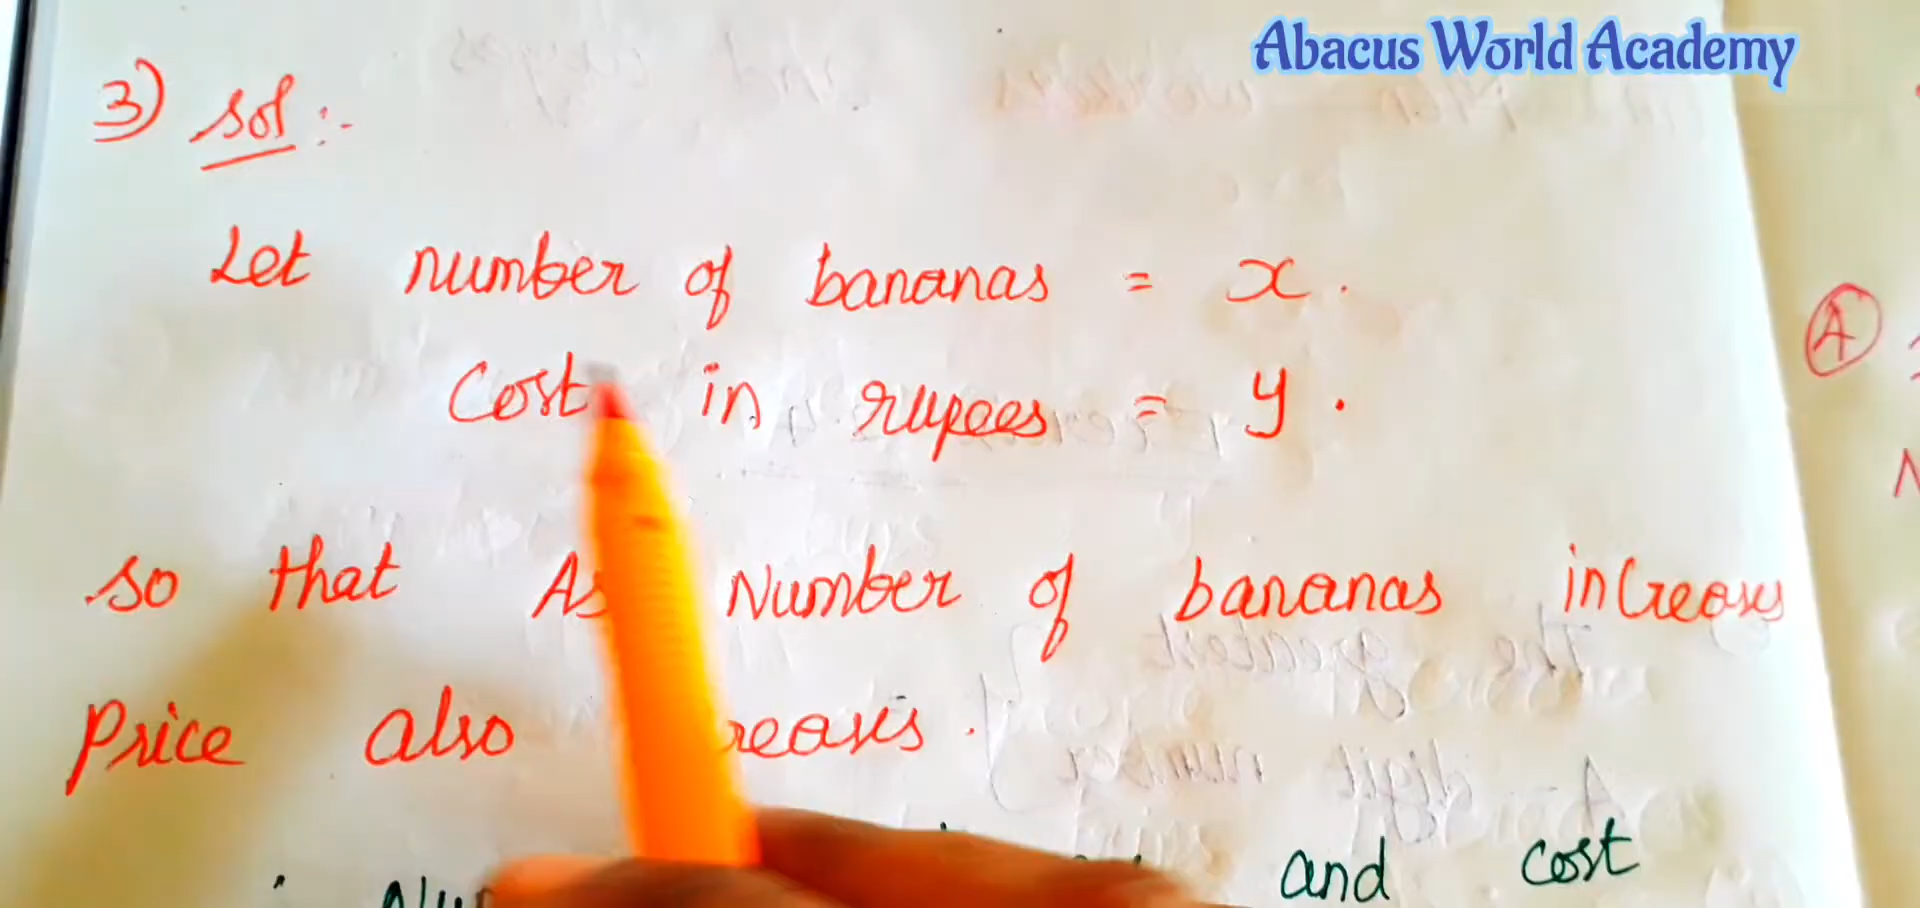 Abacus World Academy
3) Sol :-
Let number of bananas = x.
Cost in rupees = y.
so that As Number of bananas increases
Price also
and cost